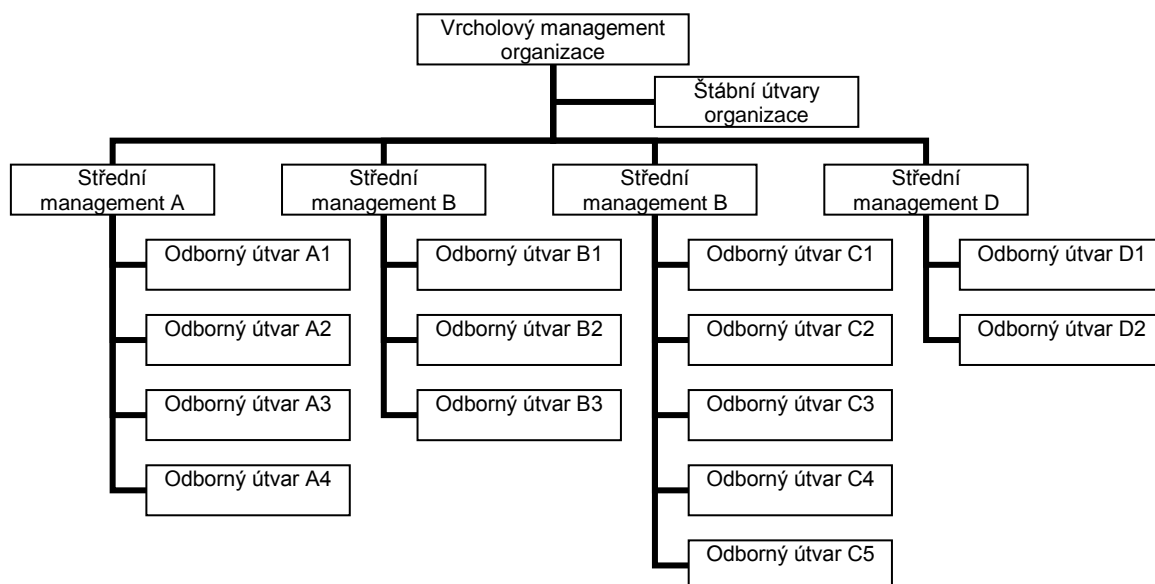 Vrcholový management
organizace
Štábní útvary
organizace
Střední
management A
Střední
management B
Střední
management B
Střední
management D
Odborný útvar A1
Odborný útvar B1
Odborný útvar C1
Odborný útvar D1
Odborný útvar A2
Odborný útvar B2
Odborný útvar C2
Odborný útvar D2
Odborný útvar A3
Odborný útvar B3
Odborný útvar C3
Odborný útvar A4
Odborný útvar C4
Odborný útvar C5